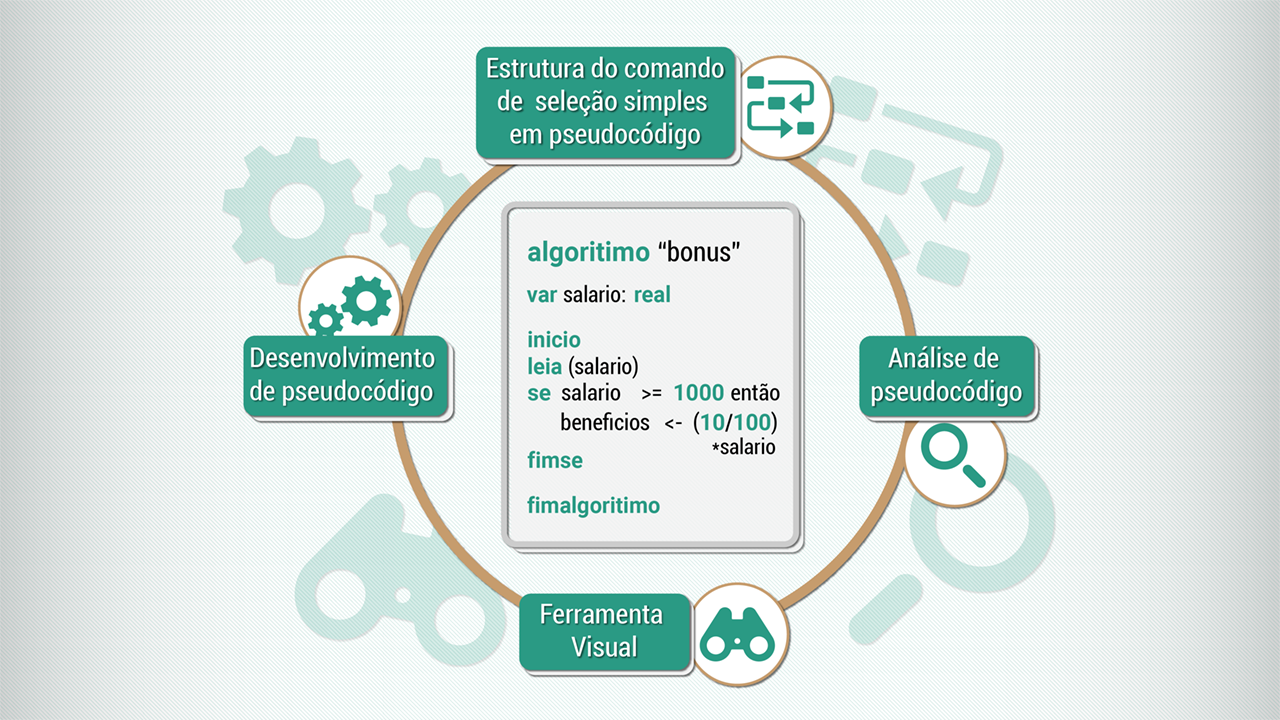 Estrutura do comando
de seleção simples
em pseudocódigo
algoritimo “bonus”
var salario: real
inicio
leia (salario)
se salario >= 1000 então
beneficios <- (10/100)
*salario
fimse
fimalgoritimo
Desenvolvimento
de pseudocódigo
Análise de
pseudocódigo
Ferramenta
Visual